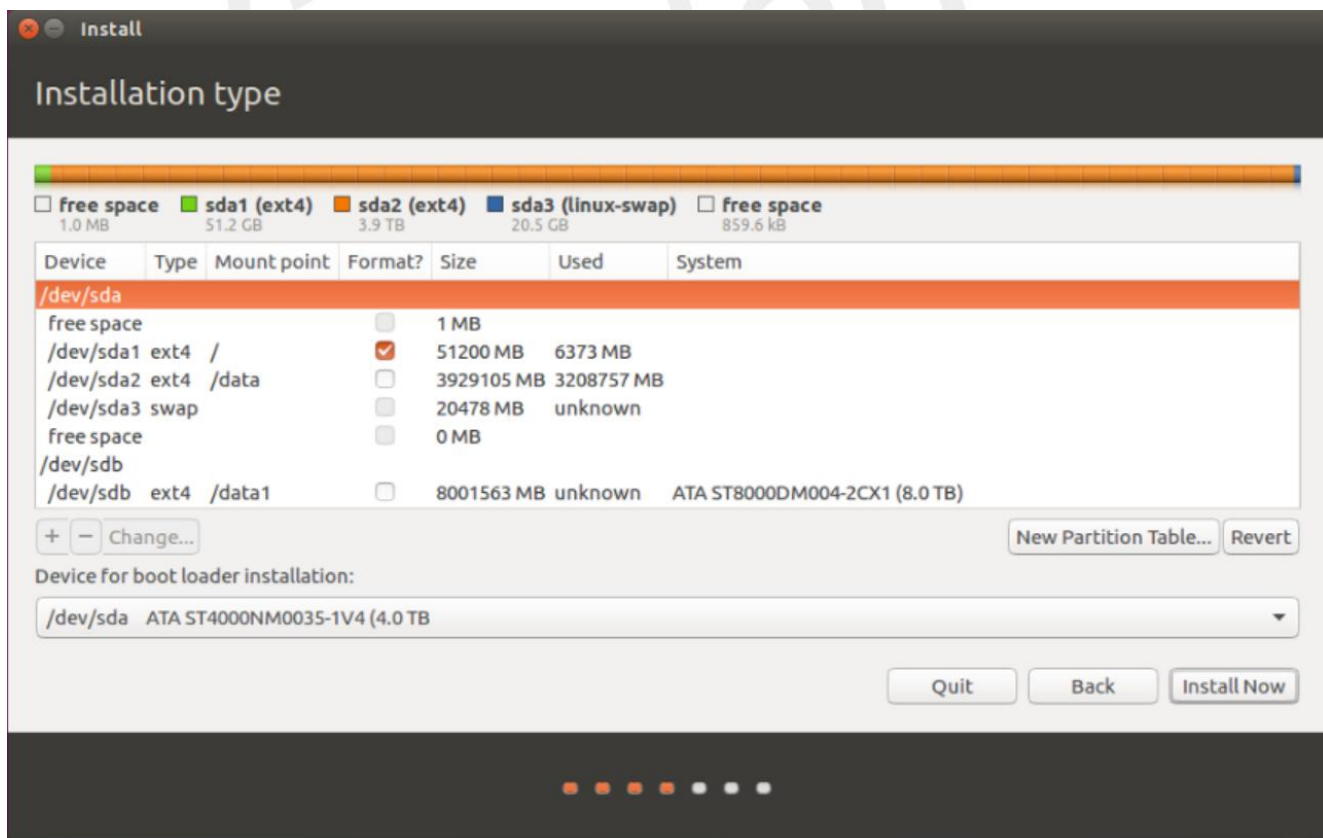 Install
Installation type
free space sda1 (ext4) sda2 (ext4) sda3 (linux-swap) free space
1.0 MB 51.2 GB 3.9 TB 20.5 GB 859.6 kB
Device Type Mount point Format? Size Used System
/dev/sda
free space 1 MB
/dev/sda1 ext4 / 51200 MB 6373 MB
/dev/sda2 ext4 /data 3929105 MB 3208757 MB
/dev/sda3 swap 20478 MB unknown
free space 0 MB
/dev/sdb
/dev/sdb ext4 /data1 8001563 MB unknown ATA ST8000DM004-2CX1 (8.0 TB)
+ − Change... New Partition Table... Revert
Device for boot loader installation:
/dev/sda ATA ST4000NM0035-1V4 (4.0 TB
Quit Back Install Now